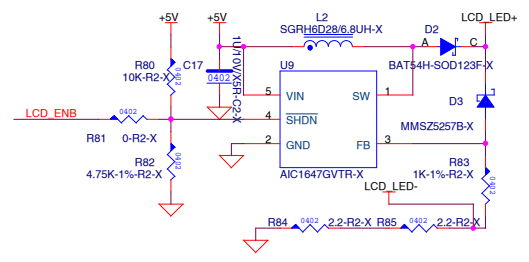 +5V
+5V
L2
SGRH6D28/6.8UH-X
D2
LCD_LED+
A
C
R80
10K-R2-X
0402
C17
0402
1U/10V/X5R-C2-X
U9
BAT54H-SOD123F-X
5
VIN
SW
1
D3
LCD_ENB
0402
4
SHDN
MMSZ5257B-X
R81
0-R2-X
2
GND
FB
3
R82
4.75K-1%-R2-X
0402
AIC1647GVTR-X
R83
1K-1%-R2-X
0402
LCD_LED-
R84
0402
2.2-R2-X
R85
0402
2.2-R2-X